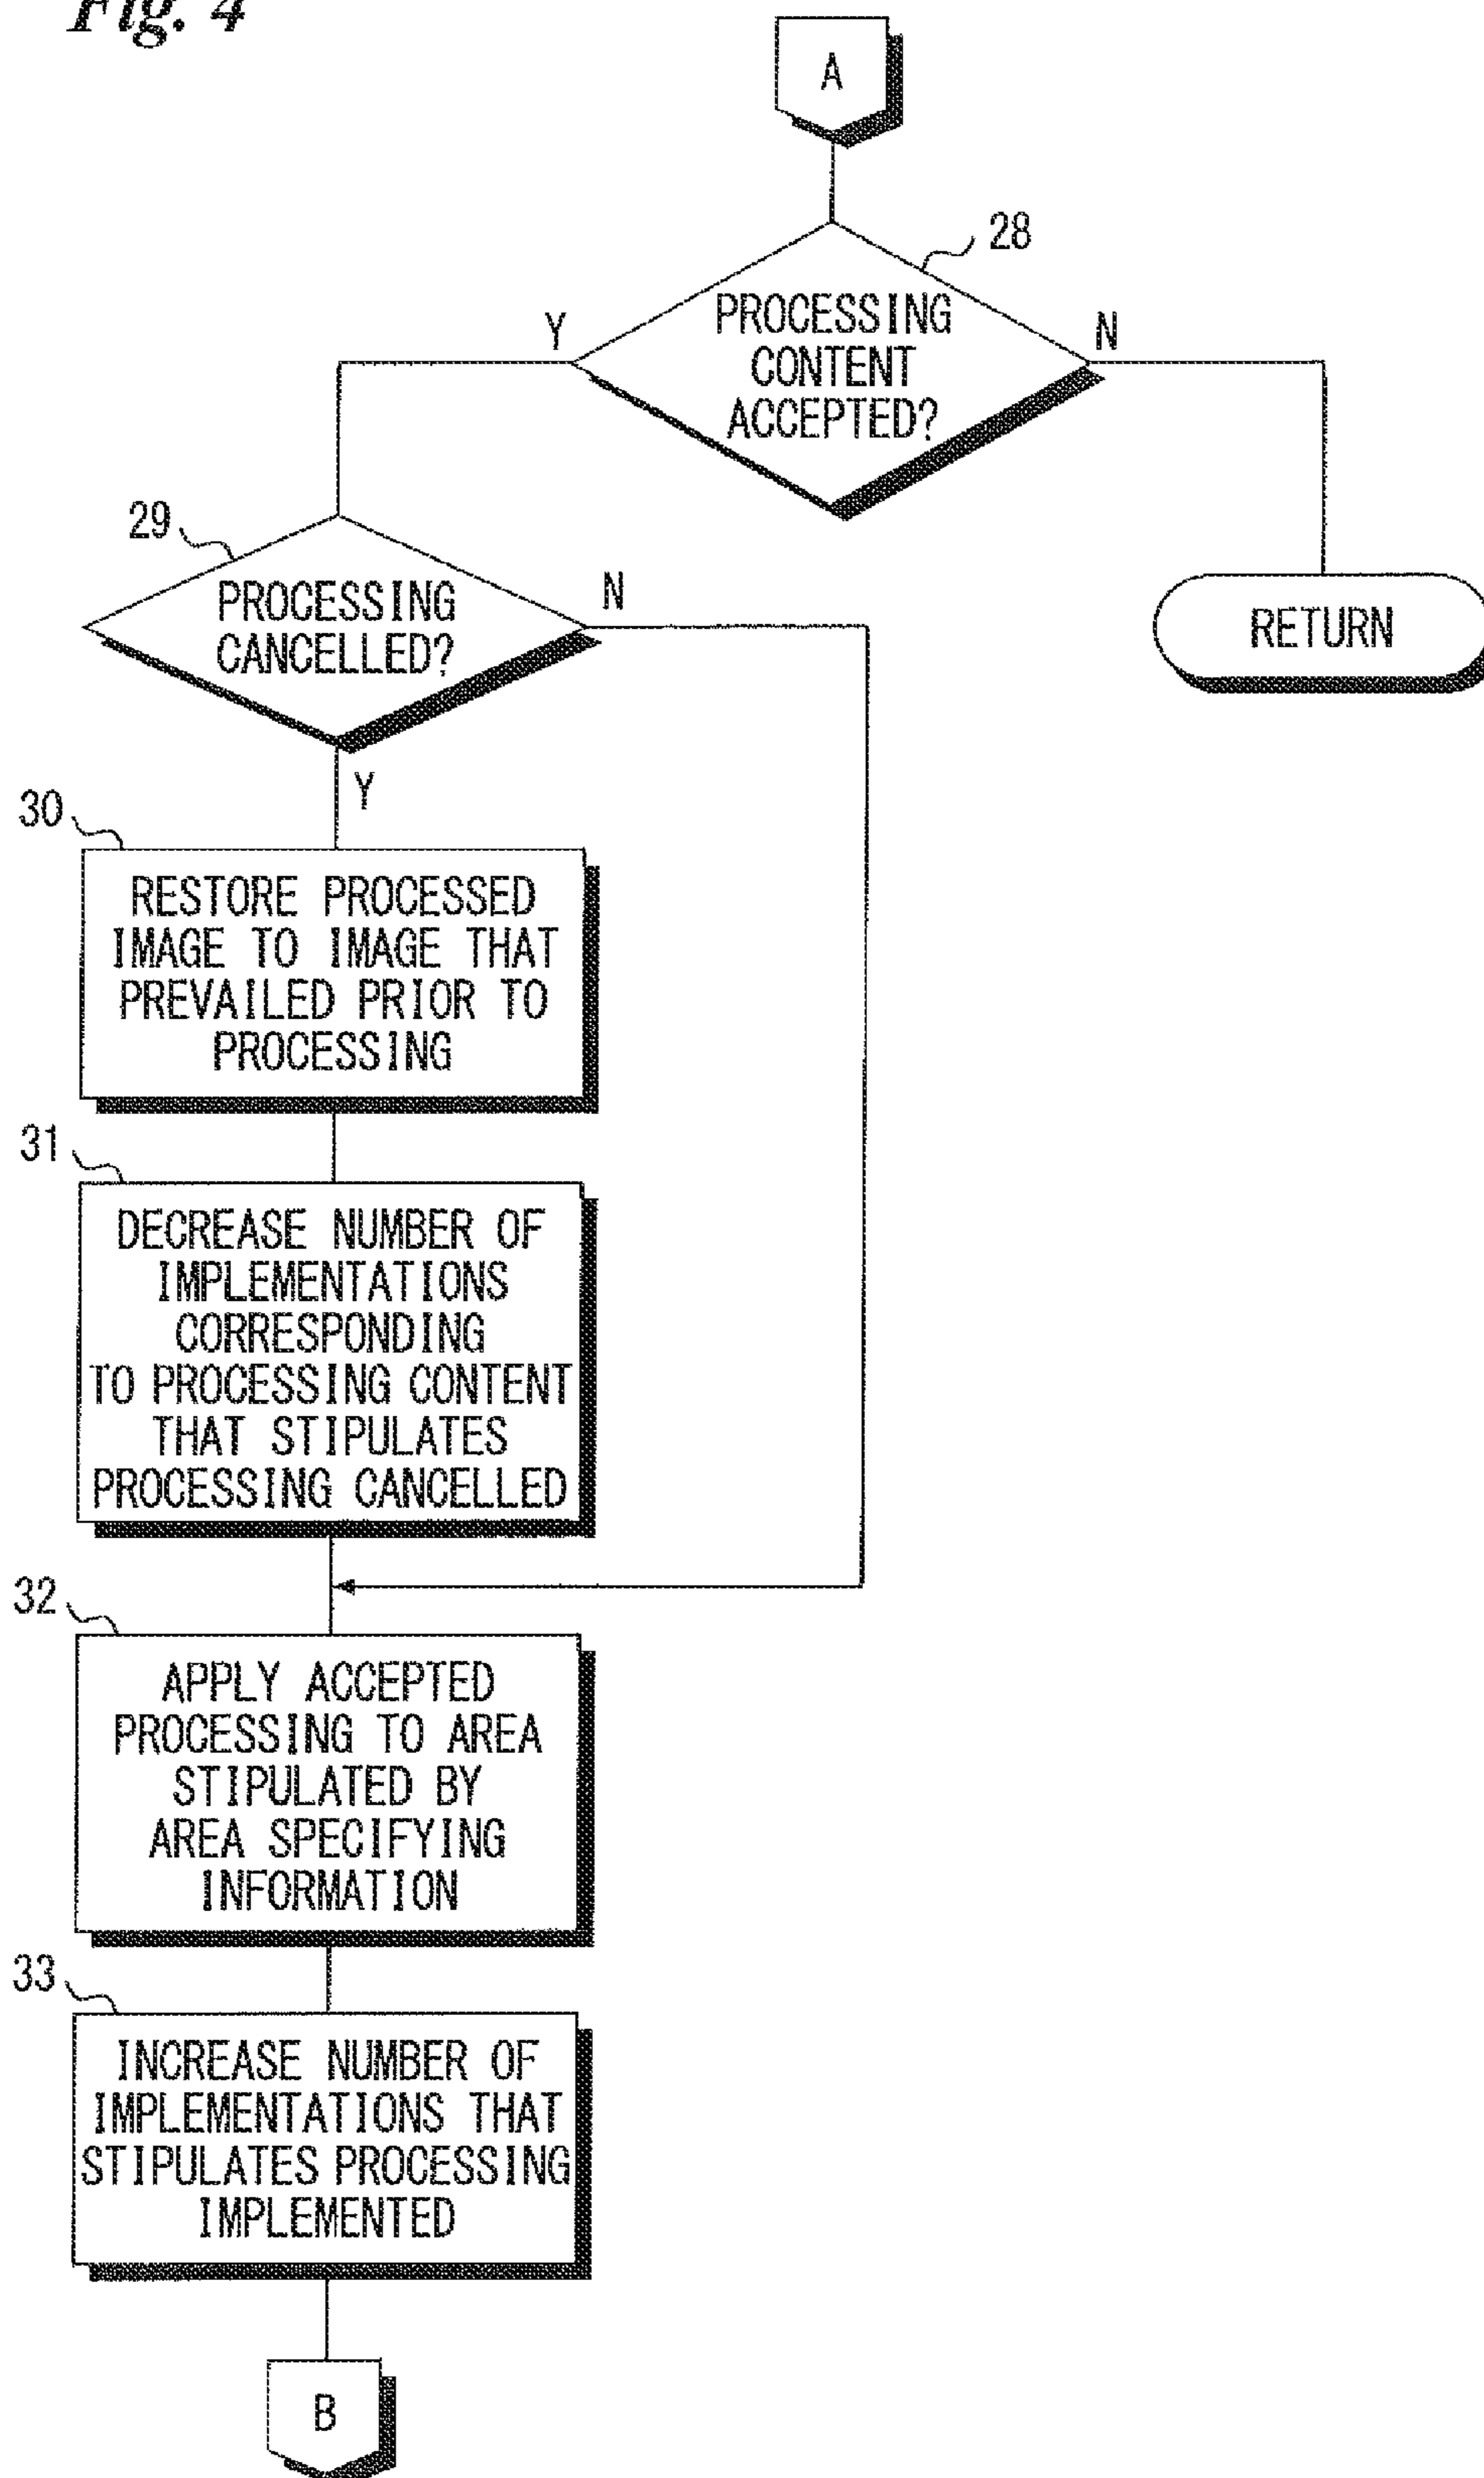 Fig. 4
A
28
PROCESSING
CONTENT
ACCEPTED?
Y
N
29
PROCESSING
CANCELLED?
N
RETURN
Y
30
RESTORE PROCESSED
IMAGE TO IMAGE THAT
PREVAILED PRIOR TO
PROCESSING
31
DECREASE NUMBER OF
IMPLEMENTATIONS
CORRESPONDING
TO PROCESSING CONTENT
THAT STIPULATES
PROCESSING CANCELLED
32
APPLY ACCEPTED
PROCESSING TO AREA
STIPULATED BY
AREA SPECIFYING
INFORMATION
33
INCREASE NUMBER OF
IMPLEMENTATIONS THAT
STIPULATES PROCESSING
IMPLEMENTED
B